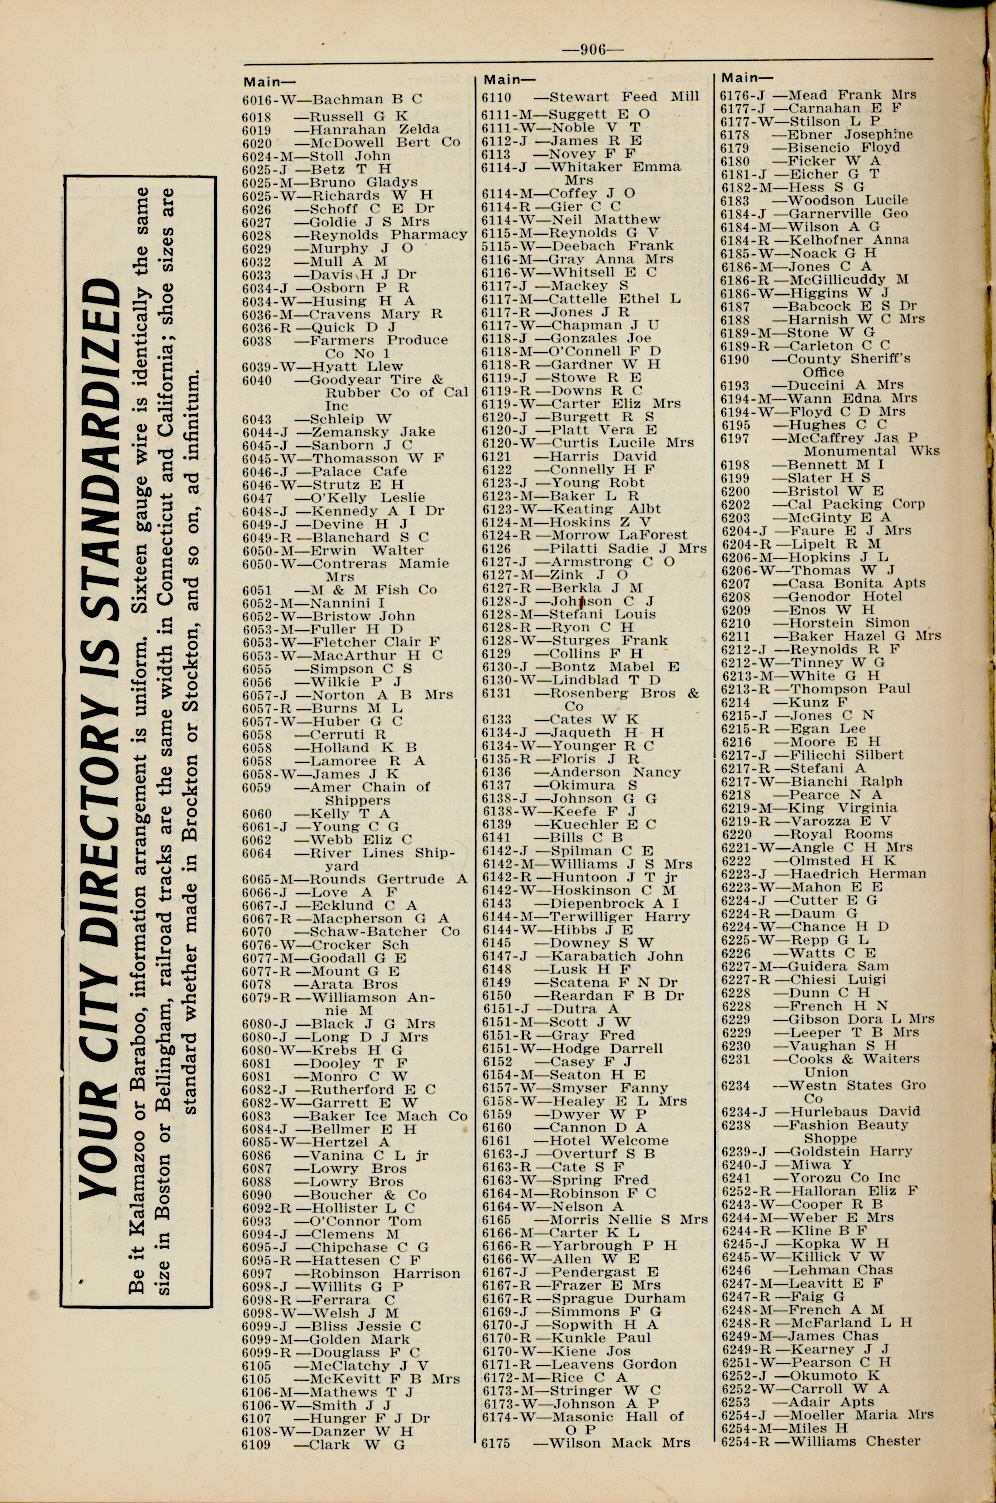 —906—
YOUR CITY DIRECTORY IS STANDARDIZED
Be it Kalamazoo or Baraboo, information arrangement is uniform. Sixteen gauge wire is identically the same
size in Boston or Bellingham, railroad tracks are the same width in Connecticut and California; shoe sizes are
standard whether made in Brockton or Stockton, and so on, ad infinitum.
Main—
6016-W—Bachman B C
6018 —Russell G K
6019 —Hanrahan Zelda
6020 —McDowell Bert Co
6024-M—Stoll John
6025-J —Betz T H
6025-M—Bruno Gladys
6025-W—Richards W H
6026 —Schoff C E Dr
6027 —Goldie J S Mrs
6028 —Reynolds Pharmacy
6029 —Murphy J O
6032 —Mull A M
6033 —Davis H J Dr
6034-J —Osborn P R
6034-W—Husing H A
6036-M—Cravens Mary R
6036-R —Quick D J
6038 —Farmers Produce
Co No 1
6039-W—Hyatt Llew
6040 —Goodyear Tire &
Rubber Co of Cal
Inc
6043 —Schleip W
6044-J —Zemansky Jake
6045-J —Sanborn J C
6045-W—Thomasson W F
6046-J —Palace Cafe
6046-W—Strutz E H
6047 —O'Kelly Leslie
6048-J —Kennedy A I Dr
6049-J —Devine H J
6049-R —Blanchard S C
6050-M—Erwin Walter
6050-W—Contreras Mamie
Mrs
6051 —M & M Fish Co
6052-M—Nannini I
6052-W—Bristow John
6053-M—Fuller H D
6053-W—Fletcher Clair F
6053-W—MacArthur H C
6055 —Simpson C S
6056 —Wilkie P J
6057-J —Norton A B Mrs
6057-R —Burns M L
6057-W—Huber G C
6058 —Cerruti R
6058 —Holland K B
6058 —Lamoree R A
6058-W—James J K
6059 —Amer Chain of
Shippers
6060 —Kelly T A
6061-J —Young C G
6062 —Webb Eliz C
6064 —River Lines Ship-
yard
6065-M—Rounds Gertrude A
6066-J —Love A F
6067-J —Ecklund C A
6067-R —Macpherson G A
6070 —Schaw-Batcher Co
6076-W—Crocker Sch
6077-M—Goodall G E
6077-R —Mount G E
6078 —Arata Bros
6079-R —Williamson An-
nie M
6080-J —Black J G Mrs
6080-J —Long D J Mrs
6080-W—Krebs H G
6081 —Dooley T F
6081 —Monro C W
6082-J —Rutherford E C
6082-W—Garrett E W
6083 —Baker Ice Mach Co
6084-J —Bellmer E H
6085-W—Hertzel A
6086 —Vanina C L jr
6087 —Lowry Bros
6088 —Lowry Bros
6090 —Boucher & Co
6092-R —Hollister L C
6093 —O'Connor Tom
6094-J —Clemens M
6095-J —Chipchase C G
6095-R —Hattesen C F
6097 —Robinson Harrison
6098-J —Willits G P
6098-R —Ferrara C
6098-W—Welsh J M
6099-J —Bliss Jessie C
6099-M—Golden Mark
6099-R —Douglass F C
6105 —McClatchy J V
6105 —McKevitt F B Mrs
6106-M—Mathews T J
6106-W—Smith J J
6107 —Hunger F J Dr
6108-W—Danzer W H
6109 —Clark W G
Main—
6110 —Stewart Feed Mill
6111-M—Suggett E O
6111-W—Noble V T
6112-J —James R E
6113 —Novey F F
6114-J —Whitaker Emma
Mrs
6114-M—Coffey J O
6114-R —Gier C C
6114-W—Neil Matthew
6115-M—Reynolds G V
5115-W—Deebach Frank
6116-M—Gray Anna Mrs
6116-W—Whitsell E C
6117-J —Mackey S
6117-M—Cattelle Ethel L
6117-R —Jones J R
6117-W—Chapman J U
6118-J —Gonzales Joe
6118-M—O'Connell F D
6118-R —Gardner W H
6119-J —Stowe R E
6119-R —Downs R C
6119-W—Carter Eliz Mrs
6120-J —Burgett R S
6120-J —Platt Vera E
6120-W—Curtis Lucile Mrs
6121 —Harris David
6122 —Connelly H F
6123-J —Young Robt
6123-M—Baker L R
6123-W—Keating Albt
6124-M—Hoskins Z V
6124-R —Morrow LaForest
6126 —Pilatti Sadie J Mrs
6127-J —Armstrong C O
6127-M—Zink J O
6127-R —Berkla J M
6128-J —Johnson C J
6128-M—Stefani Louis
6128-R —Ryon C H
6128-W—Sturges Frank
6129 —Collins F H
6130-J —Bontz Mabel E
6130-W—Lindblad T D
6131 —Rosenberg Bros &
Co
6133 —Cates W K
6134-J —Jaqueth H H
6134-W—Younger R C
6135-R —Floris J R
6136 —Anderson Nancy
6137 —Okimura S
6138-J —Johnson G G
6138-W—Keefe F J
6139 —Kuechler E C
6141 —Bills C B
6142-J —Spilman C E
6142-M—Williams J S Mrs
6142-R —Huntoon J T jr
6142-W—Hoskinson C M
6143 —Diepenbrock A I
6144-M—Terwilliger Harry
6144-W—Hibbs J E
6145 —Downey S W
6147-J —Karabatich John
6148 —Lusk H F
6149 —Scatena F N Dr
6150 —Reardan F B Dr
6151-J —Dutra A
6151-M—Scott J W
6151-R —Gray Fred
6151-W—Hodge Darrell
6152 —Casey F J
6154-M—Seaton H E
6157-W—Smyser Fanny
6158-W—Healey E L Mrs
6159 —Dwyer W P
6160 —Cannon D A
6161 —Hotel Welcome
6163-J —Overturf S B
6163-R —Cate S F
6163-W—Spring Fred
6164-M—Robinson F C
6164-W—Nelson A
6165 —Morris Nellie S Mrs
6166-M—Carter K L
6166-R —Yarbrough P H
6166-W—Allen W E
6167-J —Pendergast E
6167-R —Frazer E Mrs
6167-R —Sprague Durham
6169-J —Simmons F G
6170-J —Sopwith H A
6170-R —Kunkle Paul
6170-W—Kiene Jos
6171-R —Leavens Gordon
6172-M—Rice C A
6173-M—Stringer W C
6173-W—Johnson A P
6174-W—Masonic Hall of
O P
6175 —Wilson Mack Mrs
Main—
6176-J —Mead Frank Mrs
6177-J —Carnahan E F
6177-W—Stilson L P
6178 —Ebner Josephine
6179 —Bisencio Floyd
6180 —Ficker W A
6181-J —Eicher G T
6182-M—Hess S G
6183 —Woodson Lucile
6184-J —Garnerville Geo
6184-M—Wilson A G
6184-R —Kelhofner Anna
6185-W—Noack G H
6186-M—Jones C A
6186-R —McGillicuddy M
6186-W—Higgins W J
6187 —Babcock E S Dr
6188 —Harnish W C Mrs
6189-M—Stone W G
6189-R —Carleton C C
6190 —County Sheriff's
Office
6193 —Duccini A Mrs
6194-M—Wann Edna Mrs
6194-W—Floyd C D Mrs
6195 —Hughes C C
6197 —McCaffrey Jas P
Monumental Wks
6198 —Bennett M I
6199 —Slater H S
6200 —Bristol W E
6202 —Cal Packing Corp
6203 —McGinty E A
6204-J —Faure E J Mrs
6204-R —Lipelt R M
6206-M—Hopkins J L
6206-W—Thomas W J
6207 —Casa Bonita Apts
6208 —Genodor Hotel
6209 —Enos W H
6210 —Horstein Simon
6211 —Baker Hazel G Mrs
6212-J —Reynolds R F
6212-W—Tinney W G
6213-M—White G H
6213-R —Thompson Paul
6214 —Kunz F
6215-J —Jones C N
6215-R —Egan Lee
6216 —Moore E H
6217-J —Filicchi Silbert
6217-R —Stefani A
6217-W—Bianchi Ralph
6218 —Pearce N A
6219-M—King Virginia
6219-R —Varozza E V
6220 —Royal Rooms
6221-W—Angle C H Mrs
6222 —Olmsted H K
6223-J —Haedrich Herman
6223-W—Mahon E E
6224-J —Cutter E G
6224-R —Daum G
6224-W—Chance H D
6225-W—Repp G L
6226 —Watts C E
6227-M—Guidera Sam
6227-R —Chiesi Luigi
6228 —Dunn C H
6228 —French H N
6229 —Gibson Dora L Mrs
6229 —Leeper T B Mrs
6230 —Vaughan S H
6231 —Cooks & Waiters
Union
6234 —Westn States Gro
Co
6234-J —Hurlebaus David
6238 —Fashion Beauty
Shoppe
6239-J —Goldstein Harry
6240-J —Miwa Y
6241 —Yorozu Co Inc
6252-R —Halloran Eliz F
6243-W—Cooper R B
6244-M—Weber E Mrs
6244-R —Kline B F
6245-J —Kopka W H
6245-W—Killick V W
6246 —Lehman Chas
6247-M—Leavitt E F
6247-R —Faig G
6248-M—French A M
6248-R —McFarland L H
6249-M—James Chas
6249-R —Kearney J J
6251-W—Pearson C H
6252-J —Okumoto K
6252-W—Carroll W A
6253 —Adair Apts
6254-J —Moeller Maria Mrs
6254-M—Miles H
6254-R —Williams Chester